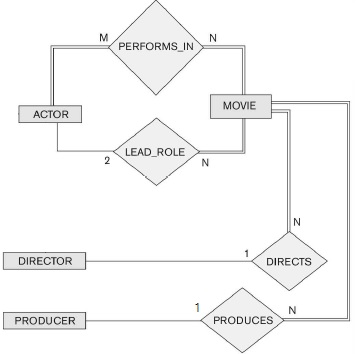 M
PERFORMS_IN
N
ACTOR
MOVIE
2
LEAD_ROLE
N
N
DIRECTOR
1
DIRECTS
PRODUCER
1
PRODUCES
N